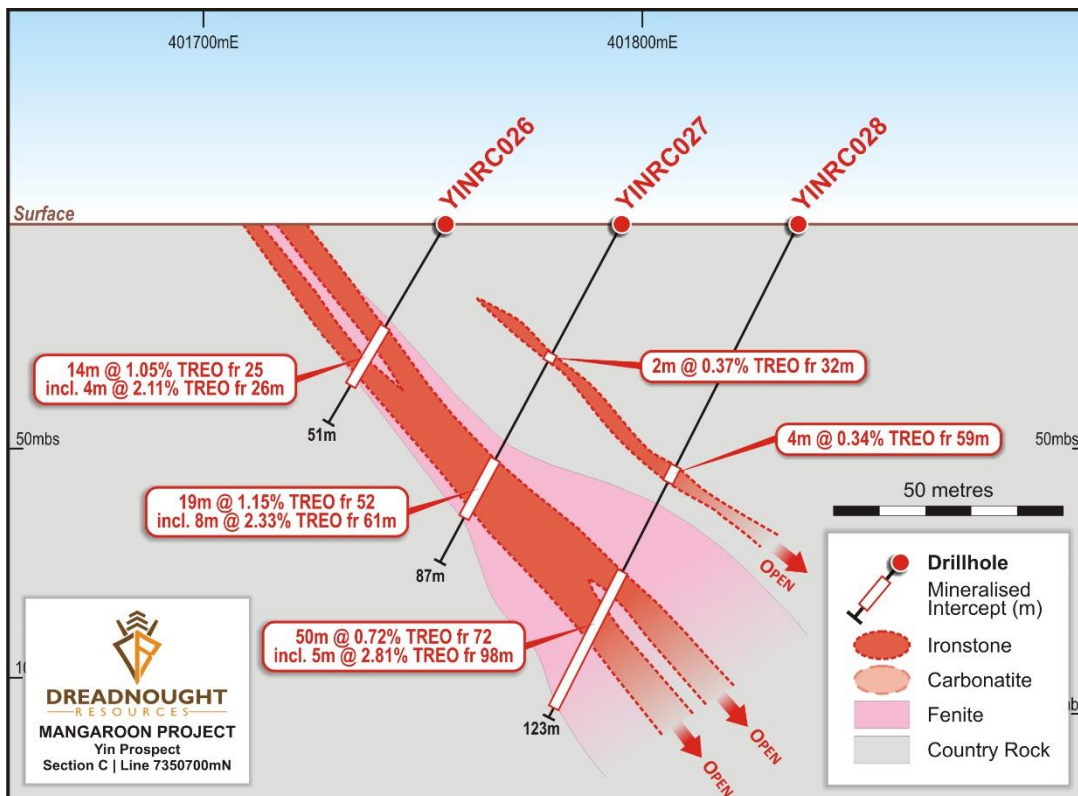 401700mE
401800mE
YINRC026
YINRC027
YINRC028
Surface
14m @ 1.05% TREO fr 25
incl. 4m @ 2.11% TREO fr 26m
2m @ 0.37% TREO fr 32m
51m
50mbs
50mbs
4m @ 0.34% TREO fr 59m
19m @ 1.15% TREO fr 52
incl. 8m @ 2.33% TREO fr 61m
50 metres
87m
OPEN
Drillhole
Mineralised
Intercept (m)
Ironstone
Carbonatite
Fenite
Country Rock
50m @ 0.72% TREO fr 72
incl. 5m @ 2.81% TREO fr 98m
123m
OPEN
OPEN
DREADNOUGHT
RESOURCES
MANGAROON PROJECT
Yin Prospect
Section C | Line 7350700mN